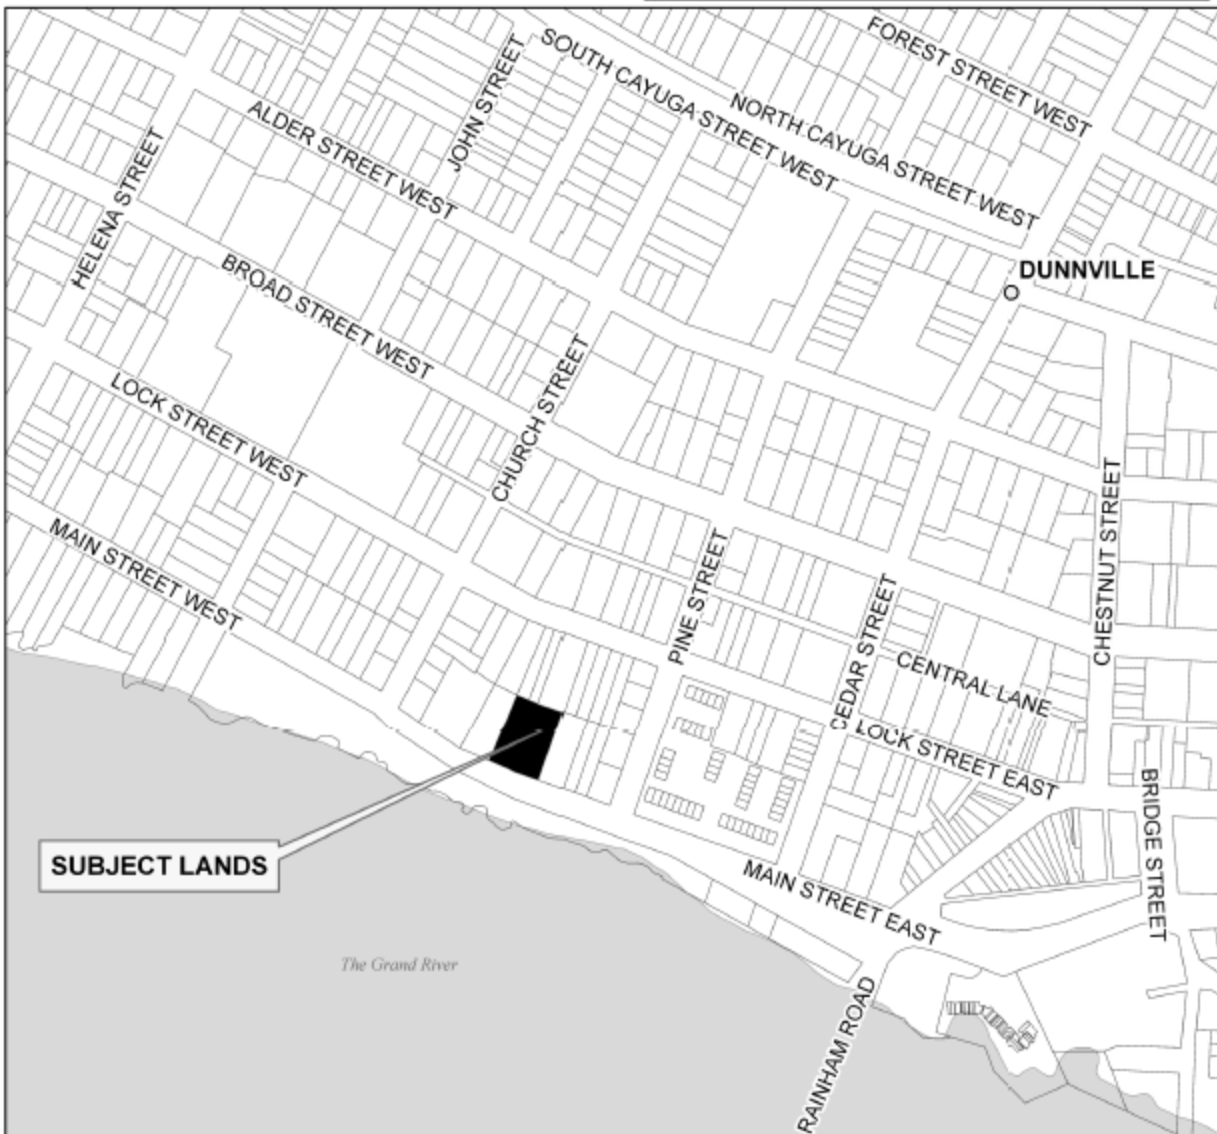 FOREST STREET WEST
SOUTH CAYUGA STREET WEST
JOHN STREET
NORTH CAYUGA STREET WEST
ALDER STREET WEST
HELENA STREET
DUNNVILLE
BROAD STREET WEST
CHURCH STREET
LOCK STREET WEST
CHESTNUT STREET
MAIN STREET WEST
PINE STREET
CEDAR STREET
CENTRAL LANE
LOCK STREET EAST
BRIDGE STREET
SUBJECT LANDS
MAIN STREET EAST
The Grand River
RAINHAM ROAD